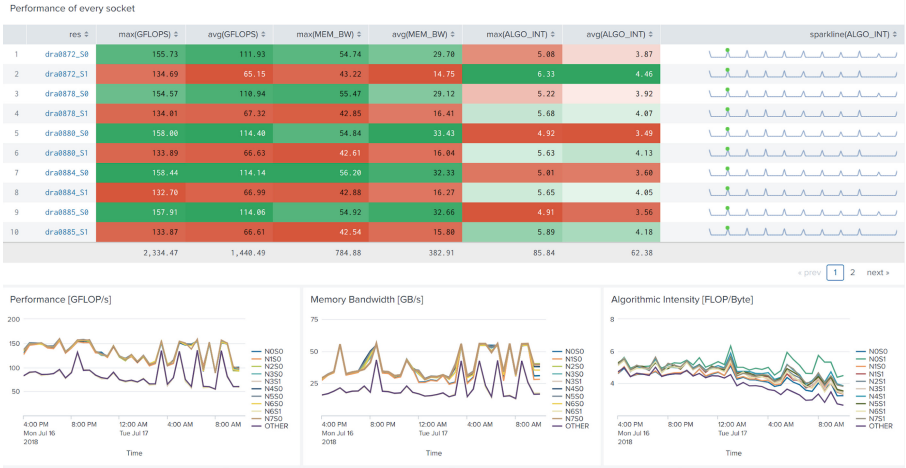 Performance of every socket
res max(GFLOPS) avg(GFLOPS) max(MEM_BW) avg(MEM_BW) max(ALGO_INT) avg(ALGO_INT) sparkline(ALGO_INT)
1 dra0872_S0 155.73 111.93 54.74 29.70 5.08 3.87
2 dra0872_S1 134.69 65.15 43.22 14.75 6.33 4.46
3 dra0878_S0 154.57 110.94 55.47 29.12 5.22 3.92
4 dra0878_S1 134.01 67.32 42.85 16.41 5.68 4.07
5 dra0880_S0 158.00 114.40 54.84 33.43 4.92 3.49
6 dra0880_S1 133.89 66.63 42.61 16.04 5.63 4.13
7 dra0884_S0 158.44 114.14 56.20 32.33 5.01 3.60
8 dra0884_S1 132.70 66.99 42.88 16.27 5.65 4.05
9 dra0885_S0 157.91 114.06 54.92 32.66 4.91 3.56
10 dra0885_S1 133.87 66.61 42.54 15.80 5.89 4.18
2,334.47 1,440.49 784.88 382.91 85.84 62.38
« prev 1 2 next »
Performance [GFLOP/s]
200
150
100
50
4:00 PM 8:00 PM 12:00 AM 4:00 AM 8:00 AM
Mon Jul 16 Tue Jul 17
2018
Time
N0S0
N1S0
N2S0
N3S0
N3S1
N4S0
N5S0
N6S0
N6S1
N7S0
OTHER
Memory Bandwidth [GB/s]
75
50
25
4:00 PM 8:00 PM 12:00 AM 4:00 AM 8:00 AM
Mon Jul 16 Tue Jul 17
2018
Time
N0S0
N1S0
N2S0
N3S0
N3S1
N4S0
N5S0
N6S0
N6S1
N7S0
OTHER
Algorithmic Intensity [FLOP/Byte]
8
6
4
4:00 PM 8:00 PM 12:00 AM 4:00 AM 8:00 AM
Mon Jul 16 Tue Jul 17
2018
Time
N0S0
N0S1
N1S0
N1S1
N2S1
N3S1
N4S1
N5S1
N6S1
N7S1
OTHER